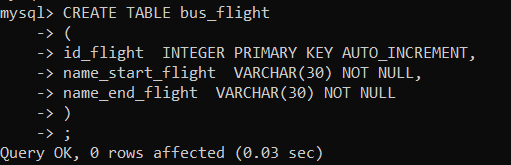 mysql> CREATE TABLE bus_flight
    -> (
    -> id_flight  INTEGER PRIMARY KEY AUTO_INCREMENT,
    -> name_start_flight  VARCHAR(30) NOT NULL,
    -> name_end_flight  VARCHAR(30) NOT NULL
    -> )
    -> ;
Query OK, 0 rows affected (0.03 sec)